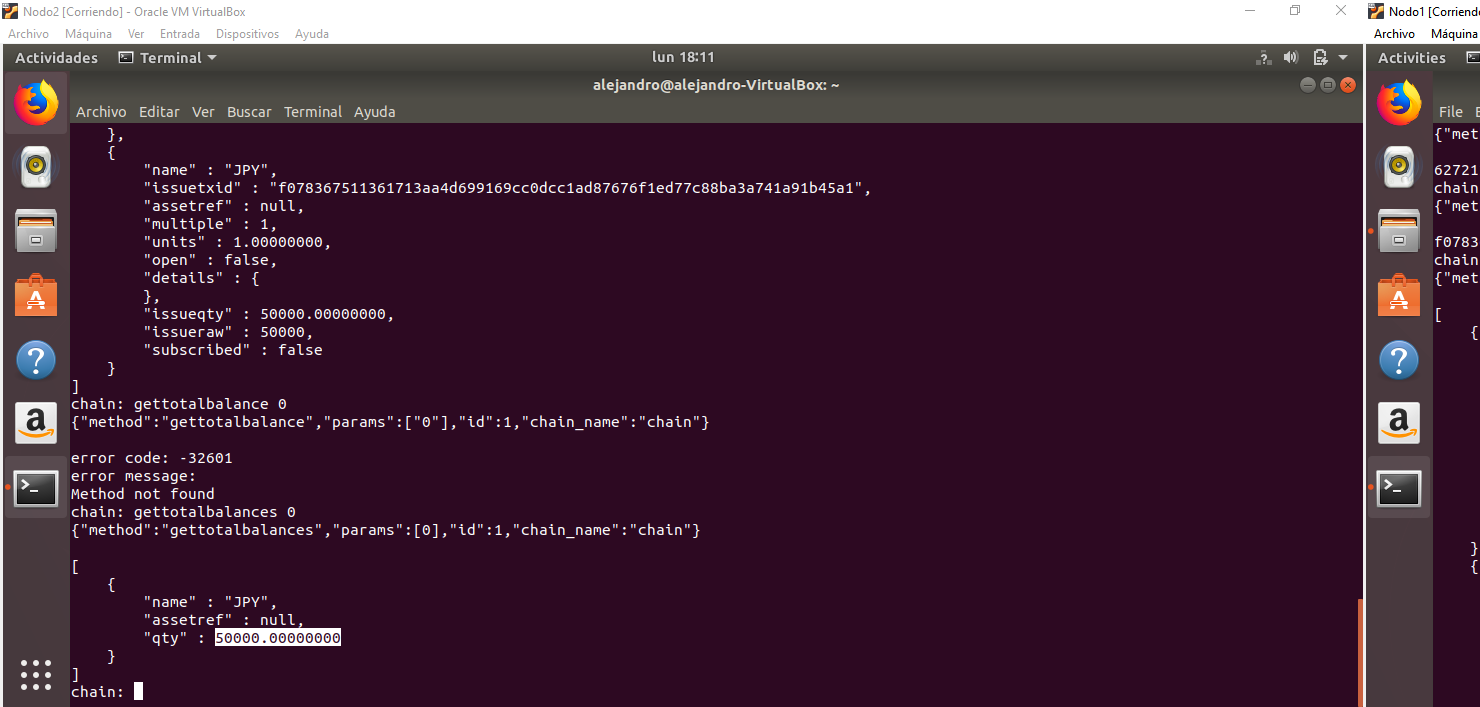 Nodo2 [Corriendo] - Oracle VM VirtualBox
Archivo Máquina Ver Entrada Dispositivos Ayuda
Actividades Terminal lun 18:11
alejandro@alejandro-VirtualBox: ~
Archivo Editar Ver Buscar Terminal Ayuda
},
{
"name" : "JPY",
"issuetxid" : "f078367511361713aa4d699169cc0dcc1ad87676f1ed77c88ba3a741a91b45a1",
"assetref" : null,
"multiple" : 1,
"units" : 1.00000000,
"open" : false,
"details" : {
},
"issueqty" : 50000.00000000,
"issueraw" : 50000,
"subscribed" : false
}
]
chain: gettotalbalance 0
{"method":"gettotalbalance","params":["0"],"id":1,"chain_name":"chain"}
error code: -32601
error message:
Method not found
chain: gettotalbalances 0
{"method":"gettotalbalances","params":[0],"id":1,"chain_name":"chain"}
[
{
"name" : "JPY",
"assetref" : null,
"qty" : 50000.00000000
}
]
chain:
Nodo1 [Corriendo
Archivo Máquina
Activities
File E
{"met
62721
chain
{"met
f0783
chain
{"met
[
{
}
{